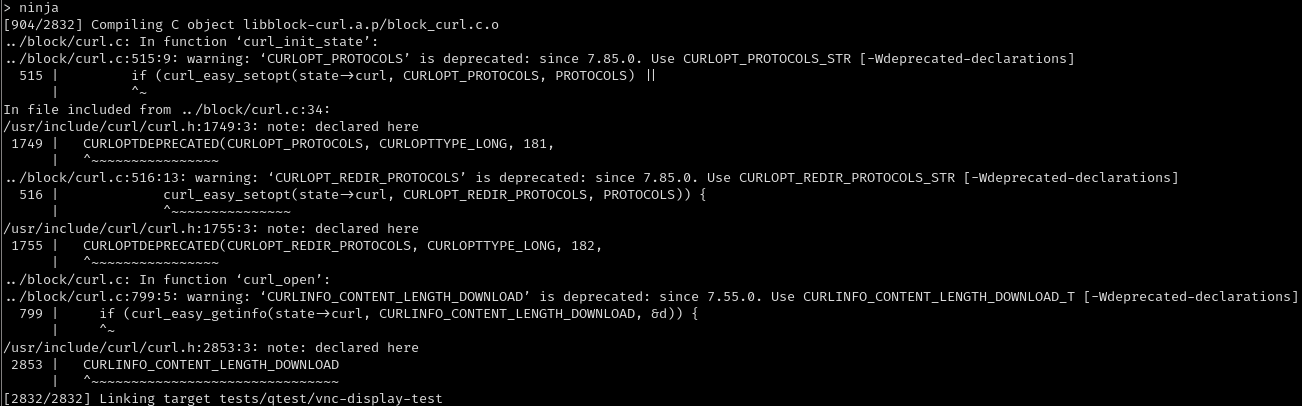 > ninja
[904/2832] Compiling C object libblock-curl.a.p/block_curl.c.o
../block/curl.c: In function ‘curl_init_state’:
../block/curl.c:515:9: warning: ‘CURLOPT_PROTOCOLS’ is deprecated: since 7.85.0. Use CURLOPT_PROTOCOLS_STR [-Wdeprecated-declarations]
  515 |         if (curl_easy_setopt(state->curl, CURLOPT_PROTOCOLS, PROTOCOLS) ||
      |         ^~
In file included from ../block/curl.c:34:
/usr/include/curl/curl.h:1749:3: note: declared here
 1749 |   CURLOPTDEPRECATED(CURLOPT_PROTOCOLS, CURLOPTTYPE_LONG, 181,
      |   ^~~~~~~~~~~~~~~~~
../block/curl.c:516:13: warning: ‘CURLOPT_REDIR_PROTOCOLS’ is deprecated: since 7.85.0. Use CURLOPT_REDIR_PROTOCOLS_STR [-Wdeprecated-declarations]
  516 |             curl_easy_setopt(state->curl, CURLOPT_REDIR_PROTOCOLS, PROTOCOLS)) {
      |             ^~~~~~~~~~~~~~~~
/usr/include/curl/curl.h:1755:3: note: declared here
 1755 |   CURLOPTDEPRECATED(CURLOPT_REDIR_PROTOCOLS, CURLOPTTYPE_LONG, 182,
      |   ^~~~~~~~~~~~~~~~~
../block/curl.c: In function ‘curl_open’:
../block/curl.c:799:5: warning: ‘CURLINFO_CONTENT_LENGTH_DOWNLOAD’ is deprecated: since 7.55.0. Use CURLINFO_CONTENT_LENGTH_DOWNLOAD_T [-Wdeprecated-declarations]
  799 |     if (curl_easy_getinfo(state->curl, CURLINFO_CONTENT_LENGTH_DOWNLOAD, &d)) {
      |     ^~
/usr/include/curl/curl.h:2853:3: note: declared here
 2853 |   CURLINFO_CONTENT_LENGTH_DOWNLOAD
      |   ^~~~~~~~~~~~~~~~~~~~~~~~~~~~~~~~
[2832/2832] Linking target tests/qtest/vnc-display-test